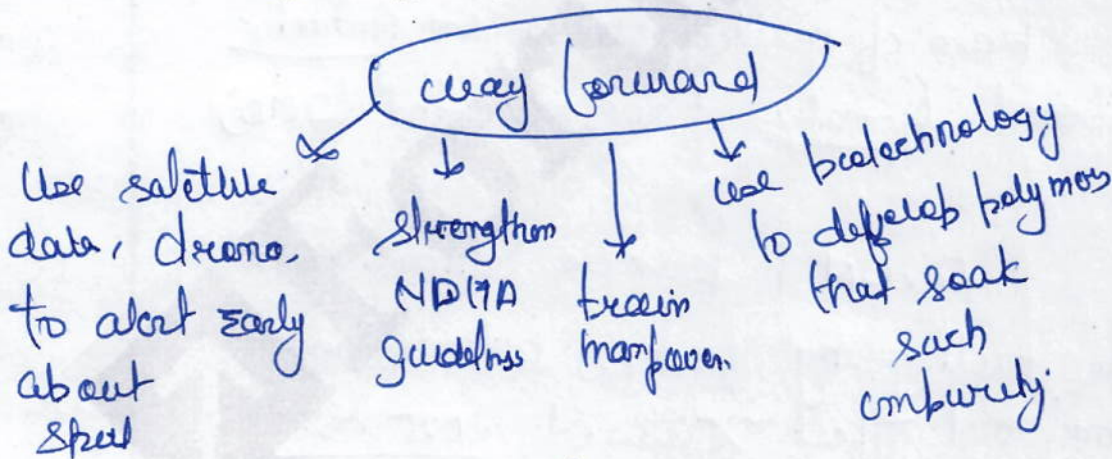 way forward
Use satellite
data, drone,
to alert Early
about
spill
strengthen
NDMA
guidelines
train
manpower
use biotechnology
to develop polymers
that soak
such
impurity.